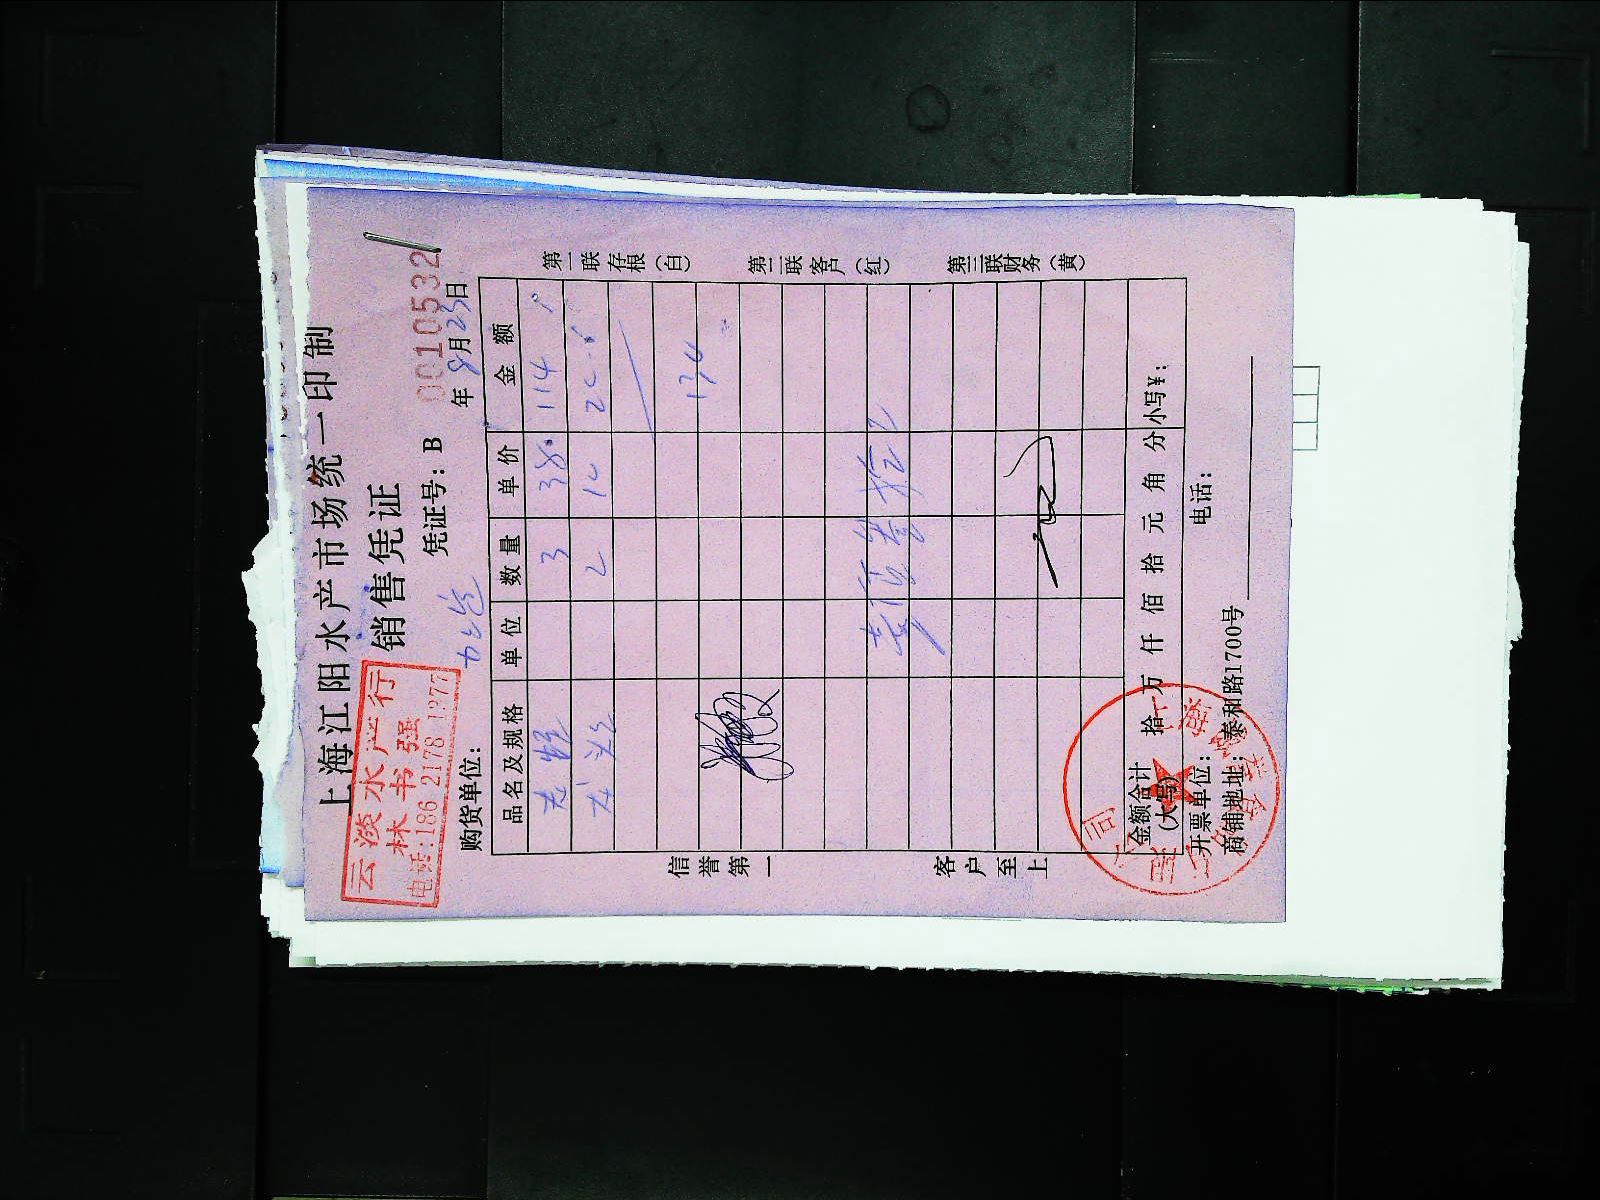 上海江阳水产市场统一印制
销售凭证
云淡水产行
林书强
电话:186 2178 1977
凭证号: B 0010532
购货单位:
年 8月23日
品名及规格 单位 数量 单价 金额
3 38. 114
龙头 2 10 20.
134
信誉第一 客户至上
第一联存根(白) 第二联客户(红) 第三联财务(黄)
金额合计(大写) 拾 万 仟 佰 拾 元 角 分 小写¥:
开票单位: 电话:
商铺地址: 泰和路1700号